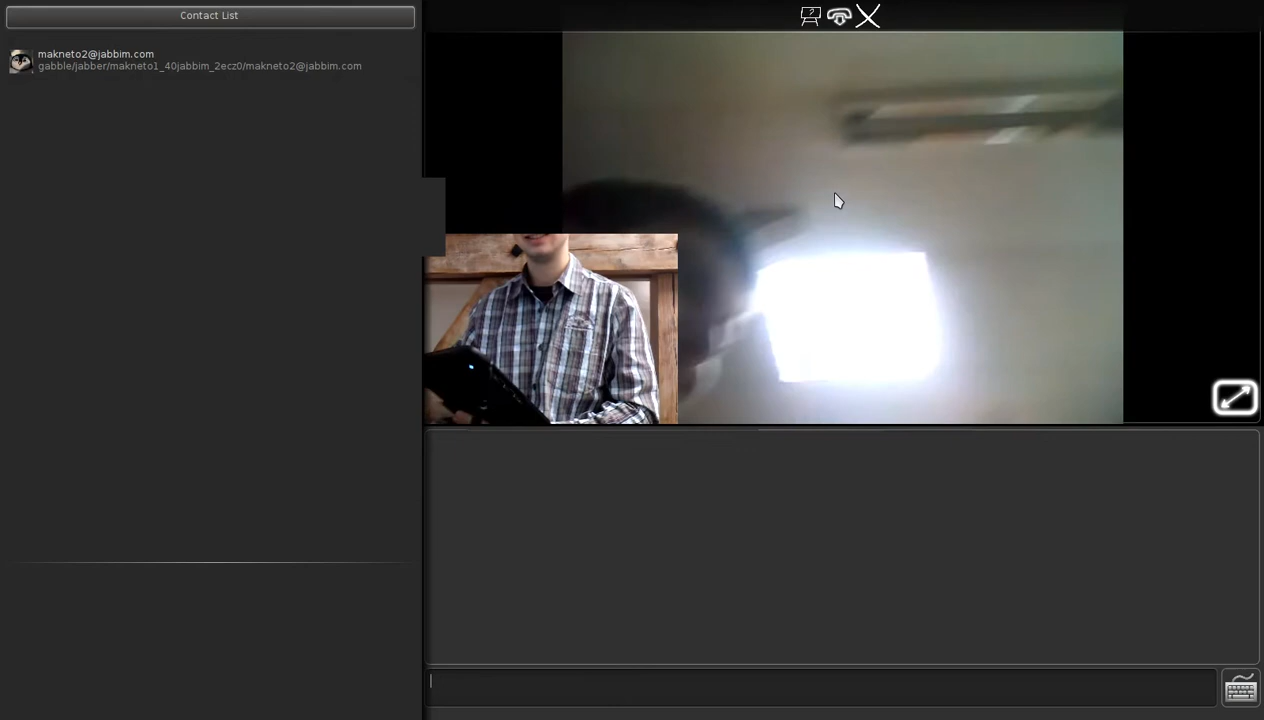 Contact List
makneto2@jabbim.com
gabble/jabber/makneto1_40jabbim_2ecz0/makneto2@jabbim.com